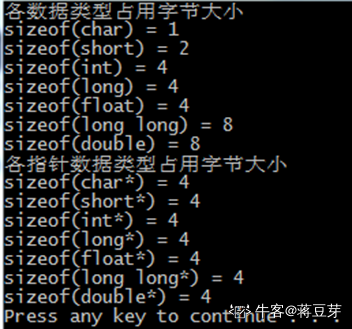 各数据类型占用字节大小
sizeof(char) = 1
sizeof(short) = 2
sizeof(int) = 4
sizeof(long) = 4
sizeof(float) = 4
sizeof(long long) = 8
sizeof(double) = 8
各指针数据类型占用字节大小
sizeof(char*) = 4
sizeof(short*) = 4
sizeof(int*) = 4
sizeof(long*) = 4
sizeof(float*) = 4
sizeof(long long*) = 4
sizeof(double*) = 4
Press any key to continue . . .
牛客@蒋豆芽